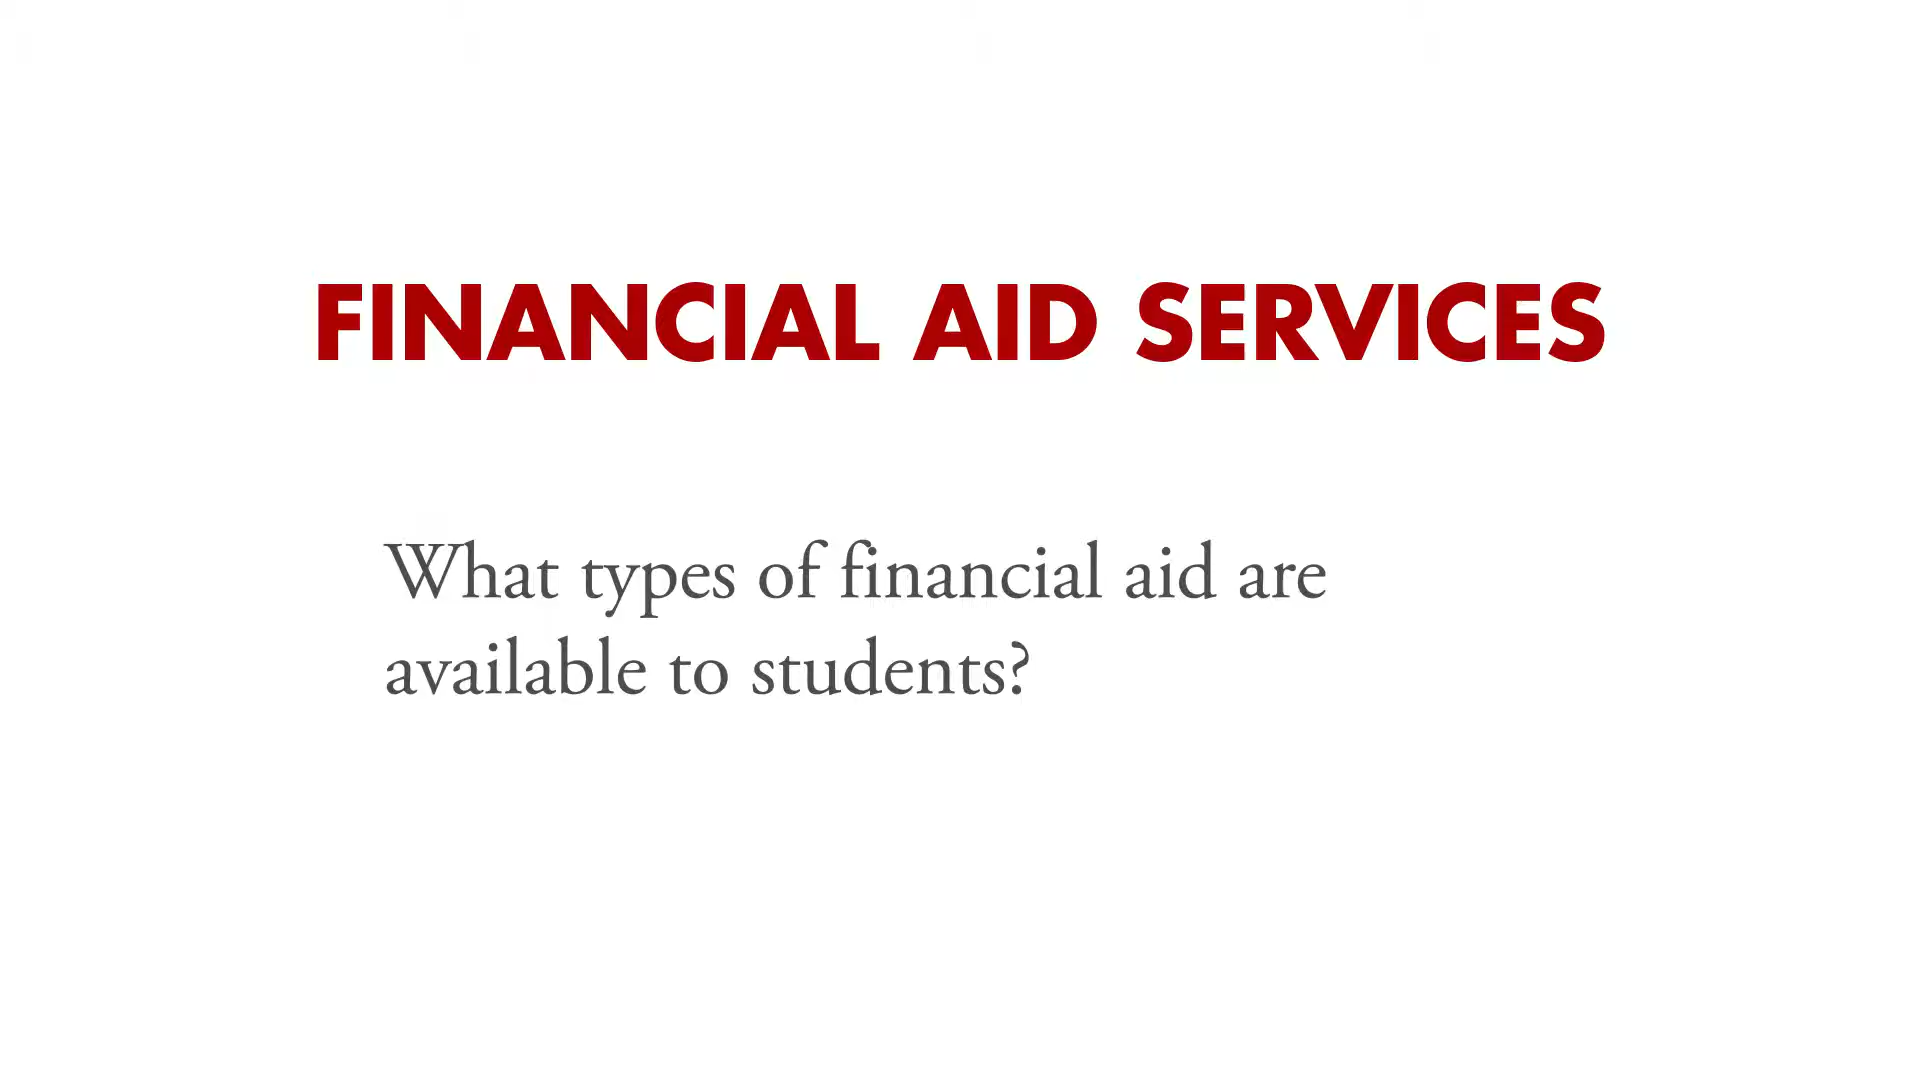 FINANCIAL AID SERVICES
What types of financial aid are
available to students?